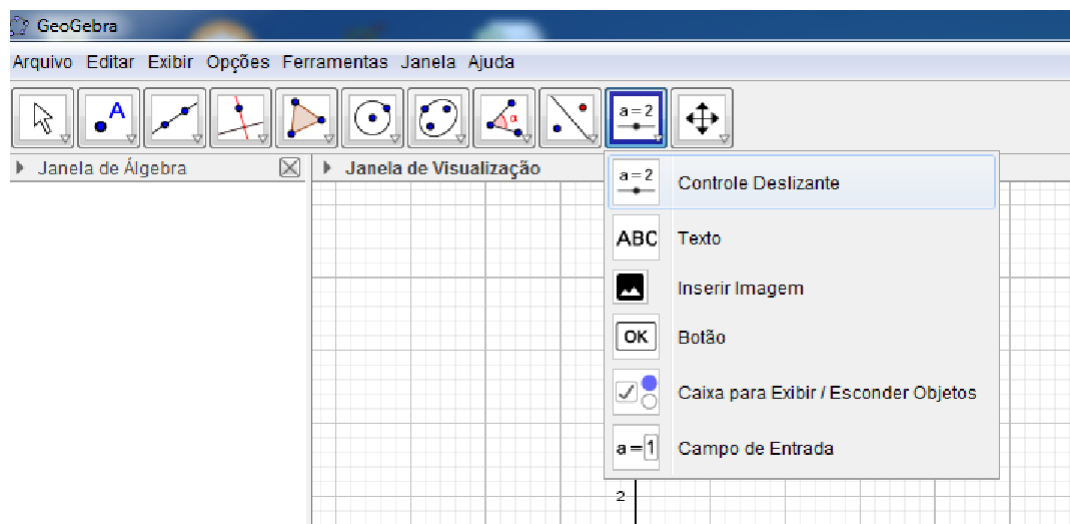 GeoGebra
Arquivo Editar Exibir Opções Ferramentas Janela Ajuda
A α a=2
Janela de Álgebra
Janela de Visualização
a=2 Controle Deslizante
ABC Texto
Inserir Imagem
OK Botão
Caixa para Exibir / Esconder Objetos
a=1 Campo de Entrada
2